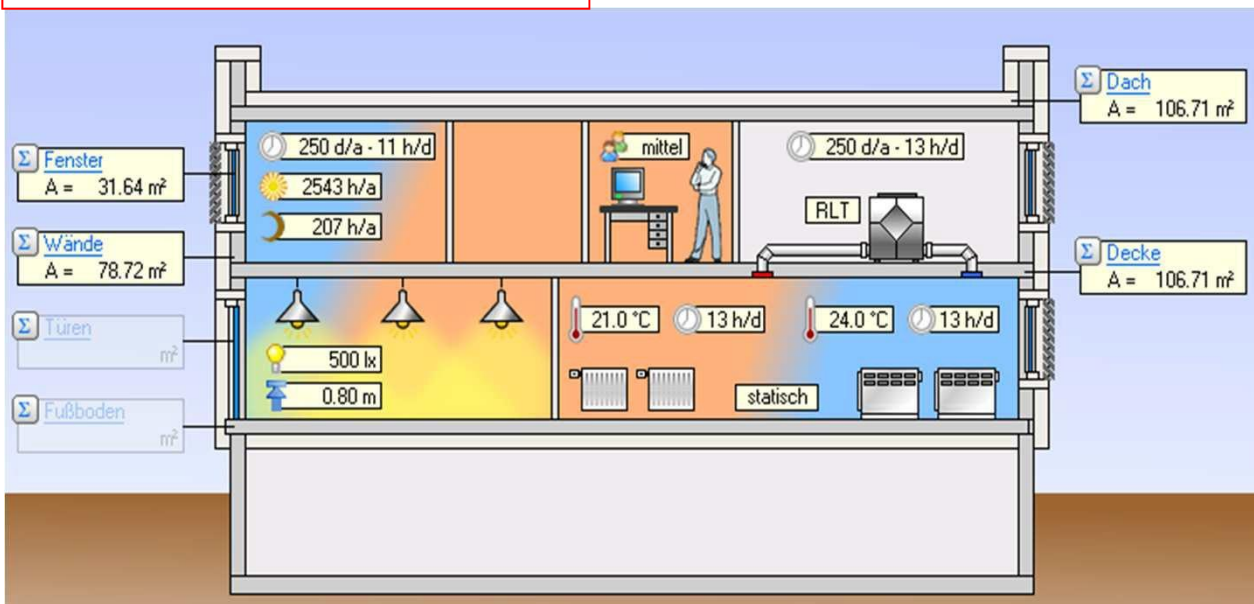 Σ Dach
A = 106.71 m²
250 d/a - 11 h/d
mittel
250 d/a - 13 h/d
Σ Fenster
A = 31.64 m²
2543 h/a
RLT
207 h/a
Σ Wände
A = 78.72 m²
Σ Decke
A = 106.71 m²
Σ Türen
m²
21.0 °C
13 h/d
24.0 °C
13 h/d
500 lx
0.80 m
statisch
Σ Fußboden
m²